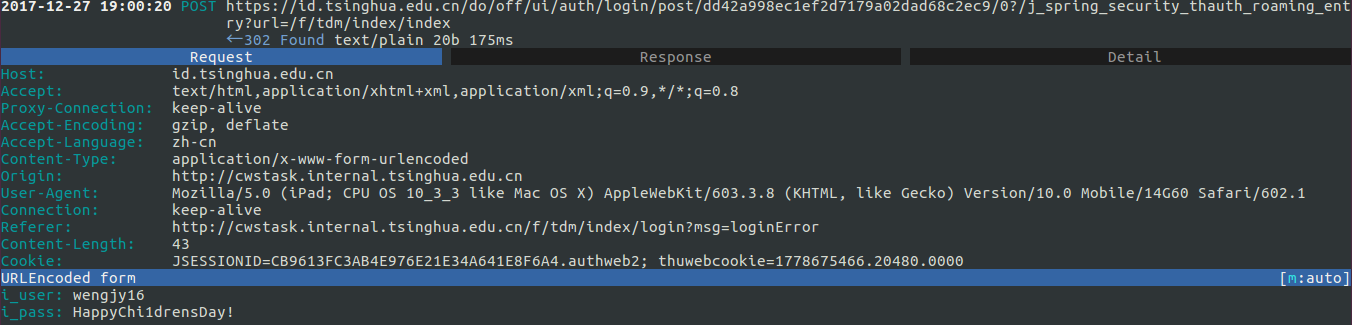 2017-12-27 19:00:20 POST https://id.tsinghua.edu.cn/do/off/ui/auth/login/post/dd42a998ec1ef2d7179a02dad68c2ec9/0?/j_spring_security_thauth_roaming_ent
ry?url=/f/tdm/index/index
←302 Found text/plain 20b 175ms
Request Response Detail
Host: id.tsinghua.edu.cn
Accept: text/html,application/xhtml+xml,application/xml;q=0.9,*/*;q=0.8
Proxy-Connection: keep-alive
Accept-Encoding: gzip, deflate
Accept-Language: zh-cn
Content-Type: application/x-www-form-urlencoded
Origin: http://cwstask.internal.tsinghua.edu.cn
User-Agent: Mozilla/5.0 (iPad; CPU OS 10_3_3 like Mac OS X) AppleWebKit/603.3.8 (KHTML, like Gecko) Version/10.0 Mobile/14G60 Safari/602.1
Connection: keep-alive
Referer: http://cwstask.internal.tsinghua.edu.cn/f/tdm/index/login?msg=loginError
Content-Length: 43
Cookie: JSESSIONID=CB9613FC3AB4E976E21E34A641E8F6A4.authweb2; thuwebcookie=1778675466.20480.0000
URLEncoded form [m:auto]
i_user: wengjy16
i_pass: HappyChi1drensDay!